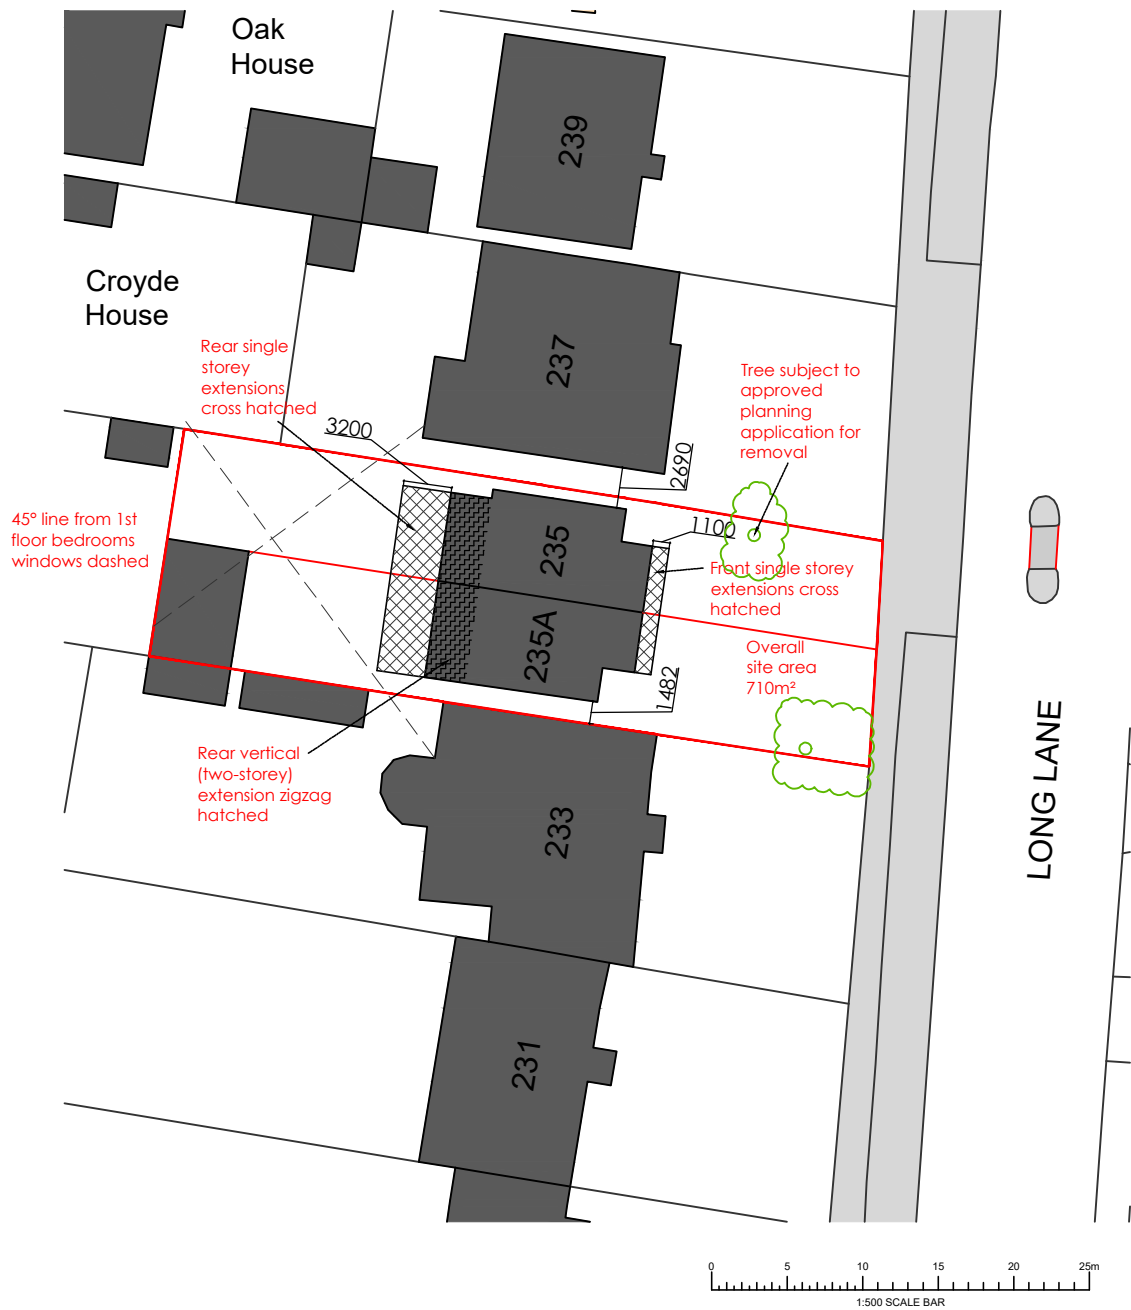 Oak
House
239
Croyde
House
237
Rear single
storey
extensions
cross hatched
3200
Tree subject to
approved
planning
application for
removal
2690
1100
45° line from 1st
floor bedrooms
windows dashed
235
Front single storey
extensions cross
hatched
235A
Overall
site area
710m²
1482
Rear vertical
(two-storey)
extension zigzag
hatched
233
LONG LANE
231
0 5 10 15 20 25m
1:500 SCALE BAR